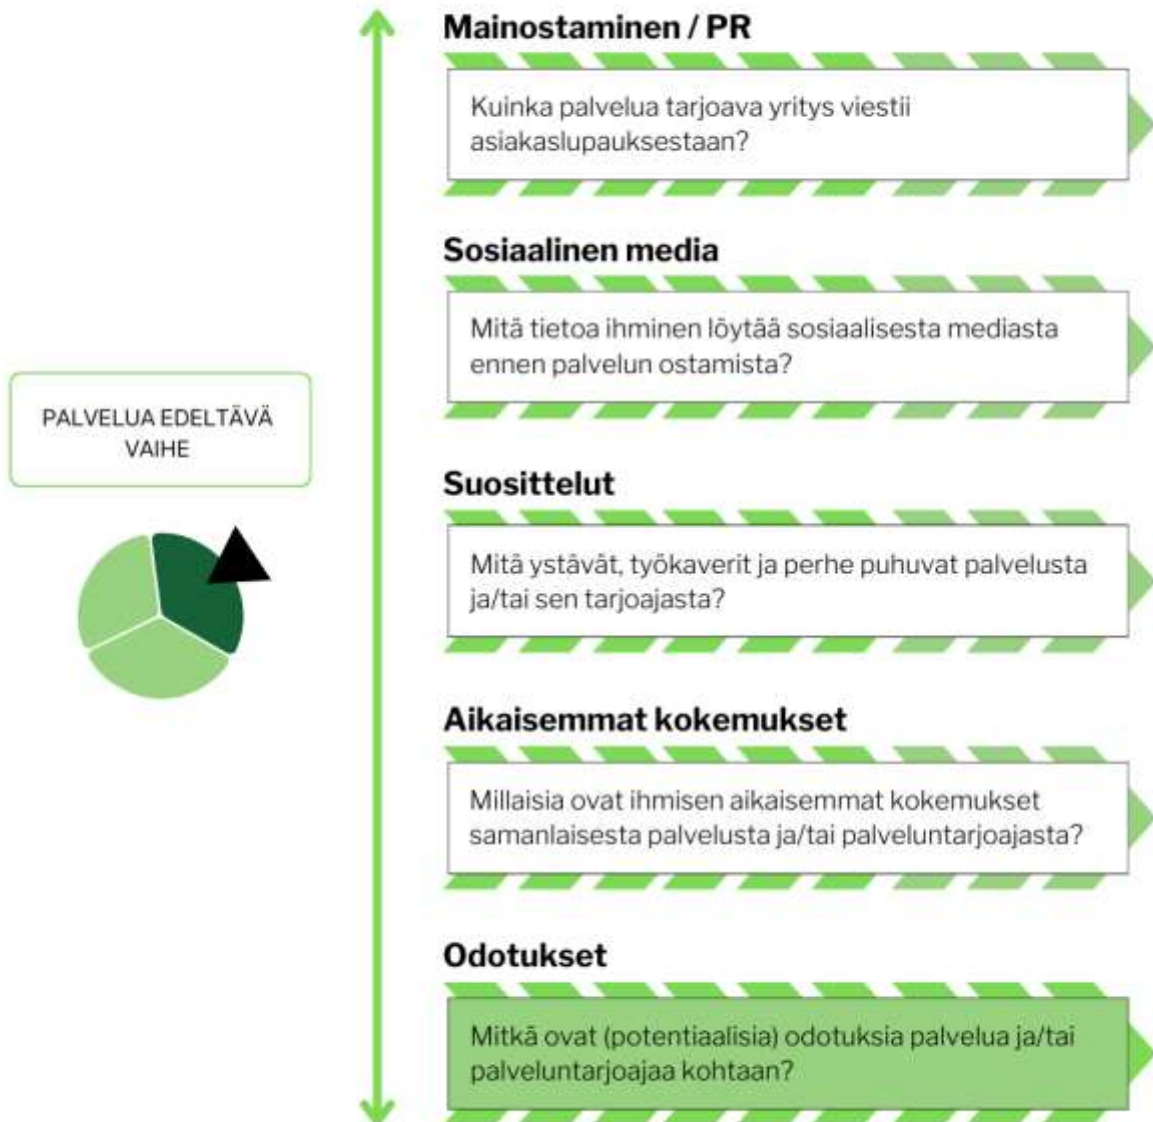 Mainostaminen / PR
Kuinka palvelua tarjoava yritys viestii
asiakaslupauksestaan?
Sosiaalinen media
Mitä tietoa ihminen löytää sosiaalisesta mediasta
ennen palvelun ostamista?
PALVELUA EDELTÄVÄ
VAIHE
Suosittelut
Mitä ystävät, työkaverit ja perhe puhuvat palvelusta
ja/tai sen tarjoajasta?
Aikaisemmat kokemukset
Millaisia ovat ihmisen aikaisemmat kokemukset
samanlaisesta palvelusta ja/tai palveluntarjoajasta?
Odotukset
Mitkä ovat (potentiaalisia) odotuksia palvelua ja/tai
palveluntarjoajaa kohtaan?